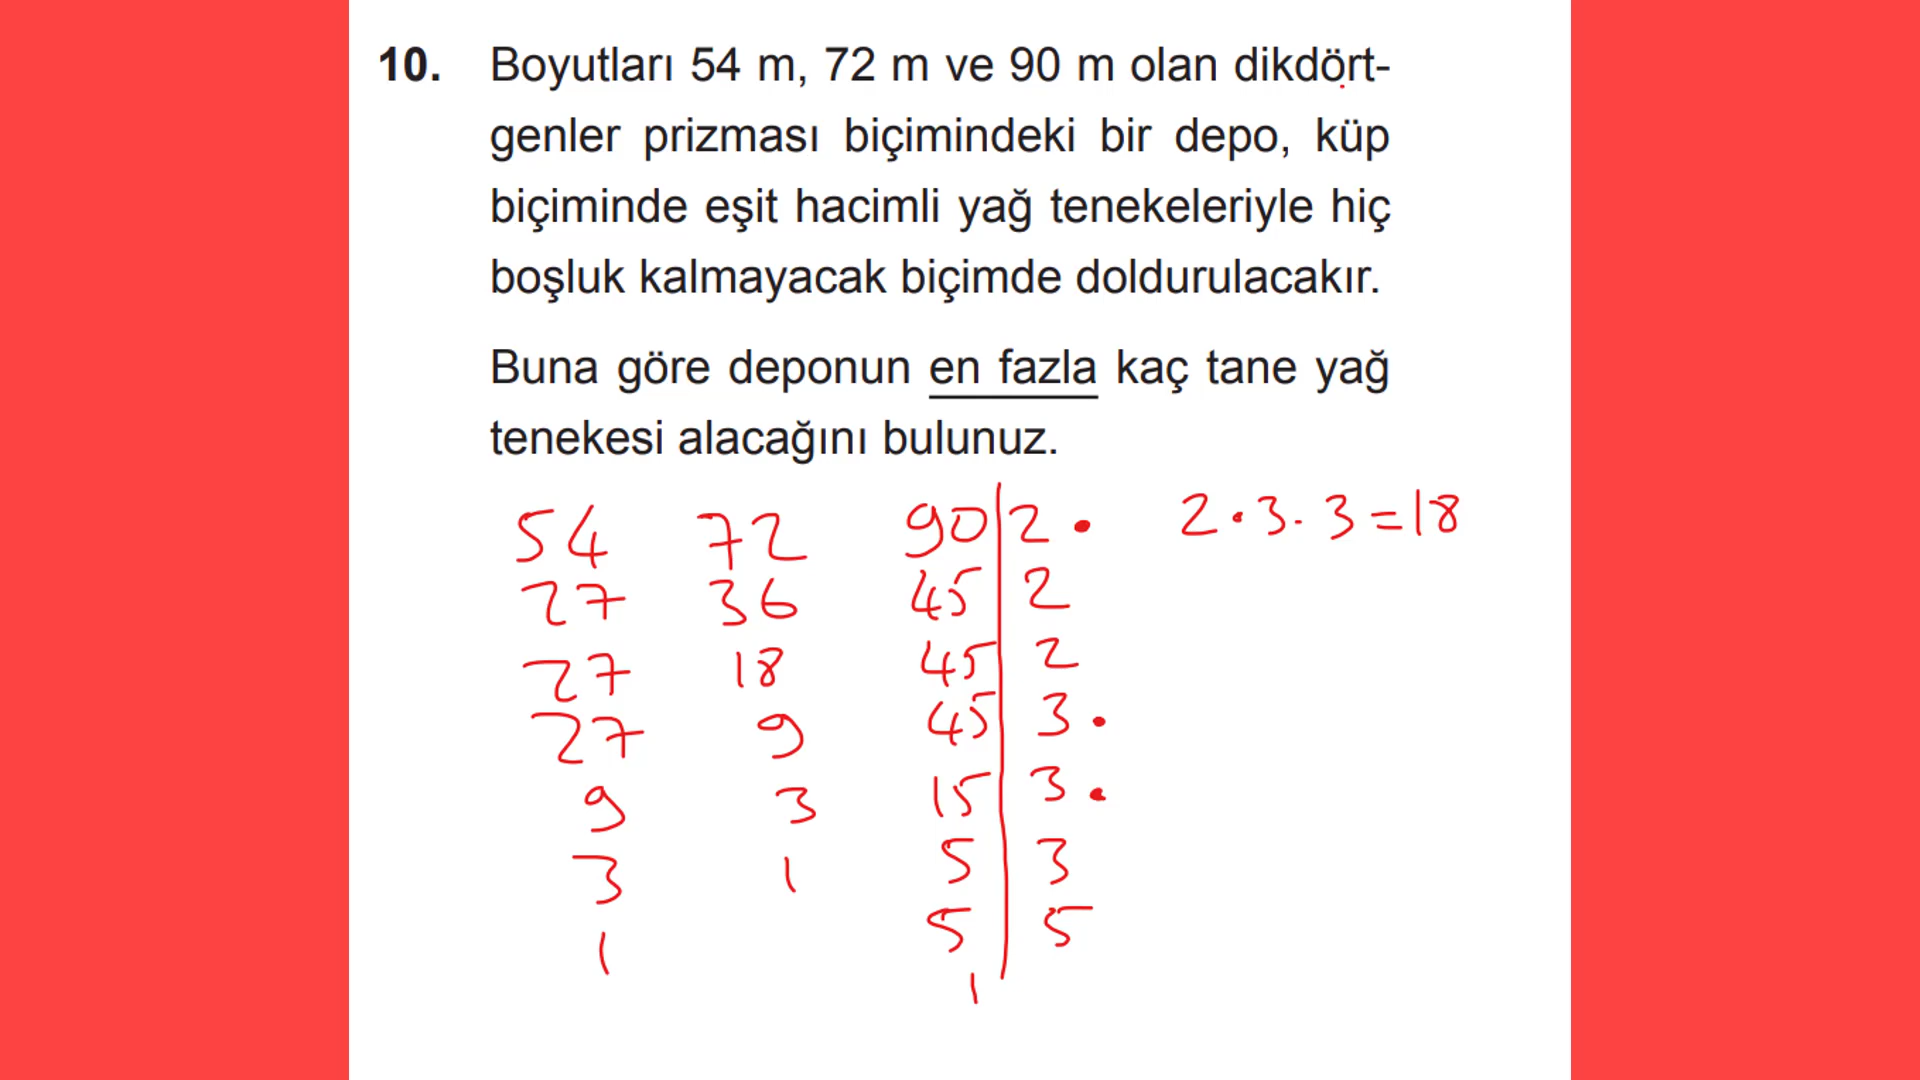 10. Boyutları 54 m, 72 m ve 90 m olan dikdört-
genler prizması biçimindeki bir depo, küp
biçiminde eşit hacimli yağ tenekeleriyle hiç
boşluk kalmayacak biçimde doldurulacakır.
Buna göre deponun en fazla kaç tane yağ
tenekesi alacağını bulunuz.
54 72 90 2 • 2 • 3 • 3 = 18
27 36 45 2
27 18 45 2
27 9 45 3 •
9 3 15 3 •
3 1 5 3
1 5 5
1